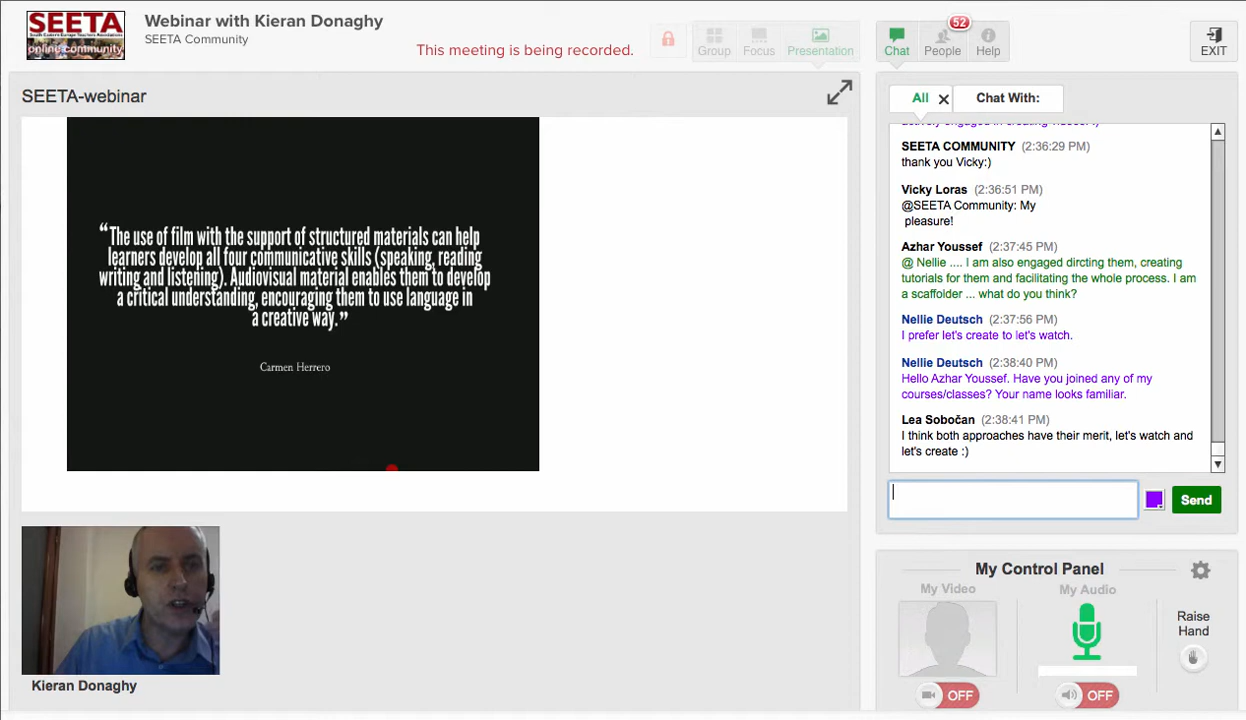 SEETA
online community
Webinar with Kieran Donaghy
SEETA Community
This meeting is being recorded.
Group
Focus
Presentation
Chat
52
People
Help
EXIT
SEETA-webinar
“The use of film with the support of structured materials can help
learners develop all four communicative skills (speaking, reading
writing and listening). Audiovisual material enables them to develop
a critical understanding, encouraging them to use language in
a creative way.”
Carmen Herrero
Kieran Donaghy
All
Chat With:
SEETA COMMUNITY (2:36:29 PM)
thank you Vicky:)
Vicky Loras (2:36:51 PM)
@SEETA Community: My
pleasure!
Azhar Youssef (2:37:45 PM)
@ Nellie .... I am also engaged dircting them, creating
tutorials for them and facilitating the whole process. I am
a scaffolder ... what do you think?
Nellie Deutsch (2:37:56 PM)
I prefer let's create to let's watch.
Nellie Deutsch (2:38:40 PM)
Hello Azhar Youssef. Have you joined any of my
courses/classes? Your name looks familiar.
Lea Sobočan (2:38:41 PM)
I think both approaches have their merit, let's watch and
let's create :)
Send
My Control Panel
My Video
My Audio
Raise
Hand
OFF
OFF